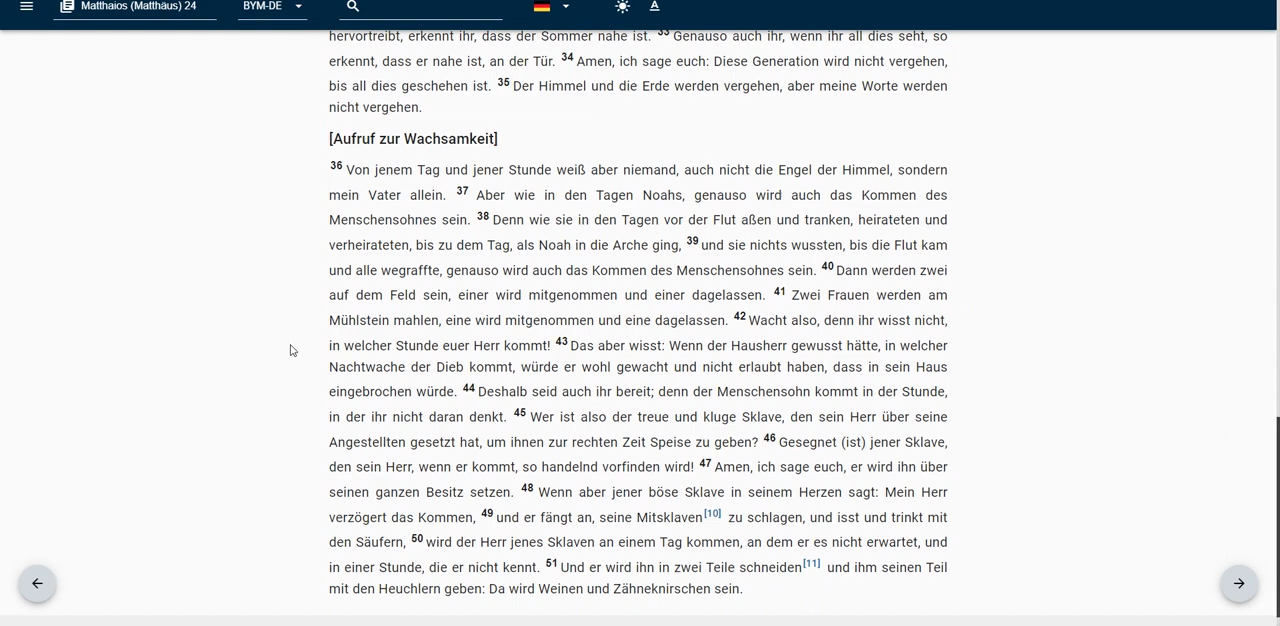 Matthaios (Matthäus) 24 BYM-DE A
hervortreibt, erkennt ihr, dass der Sommer nahe ist. 33 Genauso auch ihr, wenn ihr all dies seht, so
erkennt, dass er nahe ist, an der Tür. 34 Amen, ich sage euch: Diese Generation wird nicht vergehen,
bis all dies geschehen ist. 35 Der Himmel und die Erde werden vergehen, aber meine Worte werden
nicht vergehen.
[Aufruf zur Wachsamkeit]
36 Von jenem Tag und jener Stunde weiß aber niemand, auch nicht die Engel der Himmel, sondern
mein Vater allein. 37 Aber wie in den Tagen Noahs, genauso wird auch das Kommen des
Menschensohnes sein. 38 Denn wie sie in den Tagen vor der Flut aßen und tranken, heirateten und
verheirateten, bis zu dem Tag, als Noah in die Arche ging, 39 und sie nichts wussten, bis die Flut kam
und alle wegraffte, genauso wird auch das Kommen des Menschensohnes sein. 40 Dann werden zwei
auf dem Feld sein, einer wird mitgenommen und einer dagelassen. 41 Zwei Frauen werden am
Mühlstein mahlen, eine wird mitgenommen und eine dagelassen. 42 Wacht also, denn ihr wisst nicht,
in welcher Stunde euer Herr kommt! 43 Das aber wisst: Wenn der Hausherr gewusst hätte, in welcher
Nachtwache der Dieb kommt, würde er wohl gewacht und nicht erlaubt haben, dass in sein Haus
eingebrochen würde. 44 Deshalb seid auch ihr bereit; denn der Menschensohn kommt in der Stunde,
in der ihr nicht daran denkt. 45 Wer ist also der treue und kluge Sklave, den sein Herr über seine
Angestellten gesetzt hat, um ihnen zur rechten Zeit Speise zu geben? 46 Gesegnet (ist) jener Sklave,
den sein Herr, wenn er kommt, so handelnd vorfinden wird! 47 Amen, ich sage euch, er wird ihn über
seinen ganzen Besitz setzen. 48 Wenn aber jener böse Sklave in seinem Herzen sagt: Mein Herr
verzögert das Kommen, 49 und er fängt an, seine Mitsklaven[10] zu schlagen, und isst und trinkt mit
den Säufern, 50 wird der Herr jenes Sklaven an einem Tag kommen, an dem er es nicht erwartet, und
in einer Stunde, die er nicht kennt. 51 Und er wird ihn in zwei Teile schneiden[11] und ihm seinen Teil
mit den Heuchlern geben: Da wird Weinen und Zähneknirschen sein.